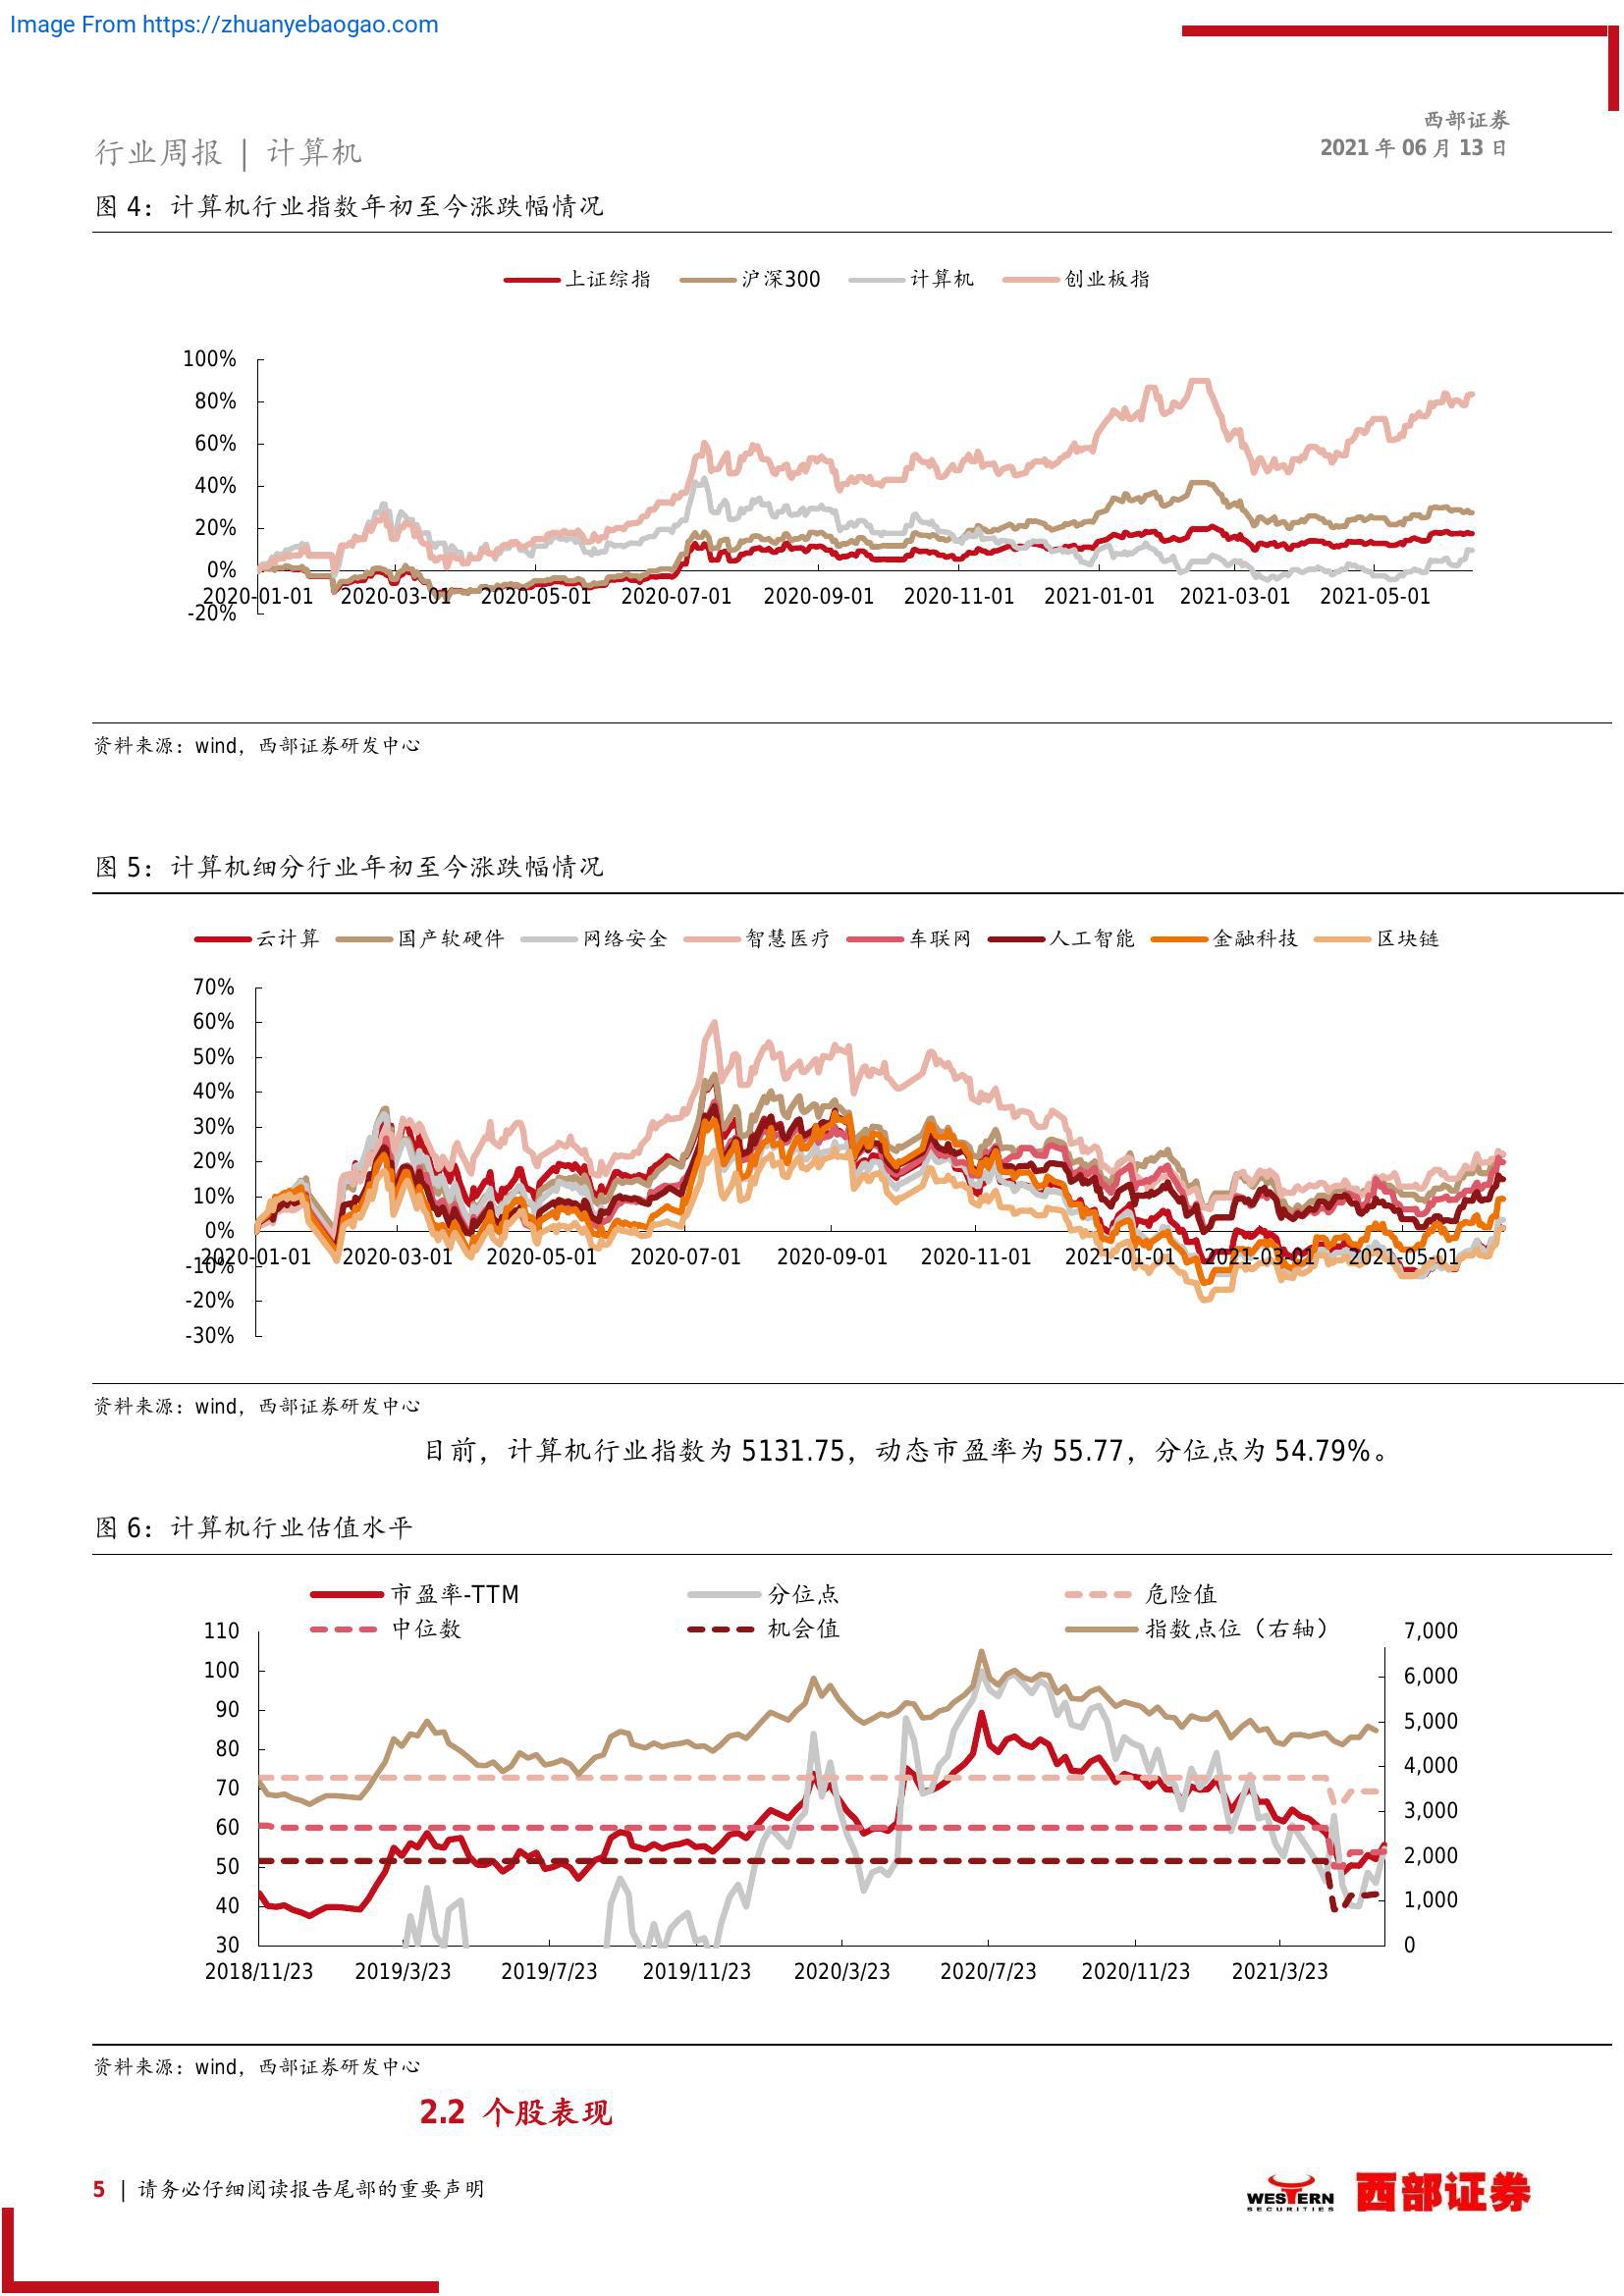 Image From https://zhuanyebaogao.com
西部证券
2021 年 06 月 13 日
行业周报 | 计算机
图 4：计算机行业指数年初至今涨跌幅情况
上证综指 沪深300 计算机 创业板指
100%
80%
60%
40%
20%
0%
-20%
2020-01-01 2020-03-01 2020-05-01 2020-07-01 2020-09-01 2020-11-01 2021-01-01 2021-03-01 2021-05-01
资料来源：wind，西部证券研发中心
图 5：计算机细分行业年初至今涨跌幅情况
云计算 国产软硬件 网络安全 智慧医疗 车联网 人工智能 金融科技 区块链
70%
60%
50%
40%
30%
20%
10%
0%
-10%
-20%
-30%
2020-01-01 2020-03-01 2020-05-01 2020-07-01 2020-09-01 2020-11-01 2021-01-01 2021-03-01 2021-05-01
资料来源：wind，西部证券研发中心
目前，计算机行业指数为 5131.75，动态市盈率为 55.77，分位点为 54.79%。
图 6：计算机行业估值水平
市盈率-TTM 分位点 危险值
中位数 机会值 指数点位（右轴）
110 7,000
100 6,000
90 5,000
80 4,000
70 3,000
60 2,000
50 1,000
40 0
30
2018/11/23 2019/3/23 2019/7/23 2019/11/23 2020/3/23 2020/7/23 2020/11/23 2021/3/23
资料来源：wind，西部证券研发中心
2.2 个股表现
5 | 请务必仔细阅读报告尾部的重要声明
WESTERN
SECURITIES
西部证券